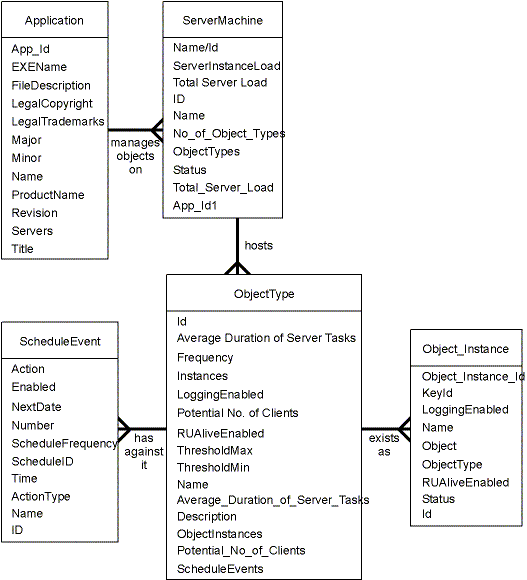 Application
App_Id
EXEName
FileDescription
LegalCopyright
LegalTrademarks
Major
Minor
Name
ProductName
Revision
Servers
Title
manages
objects
on
ServerMachine
Name/Id
ServerInstanceLoad
Total Server Load
ID
Name
No_of_Object_Types
ObjectTypes
Status
Total_Server_Load
App_Id1
hosts
ObjectType
Id
Average Duration of Server Tasks
Frequency
Instances
LoggingEnabled
Potential No. of Clients
RUAliveEnabled
ThresholdMax
ThresholdMin
Name
Average_Duration_of_Server_Tasks
Description
ObjectInstances
Potential_No_of_Clients
ScheduleEvents
ScheduleEvent
Action
Enabled
NextDate
Number
ScheduleFrequency
ScheduleID
Time
ActionType
Name
ID
has
against
it
exists
as
Object_Instance
Object_Instance_Id
KeyId
LoggingEnabled
Name
Object
ObjectType
RUAliveEnabled
Status
Id